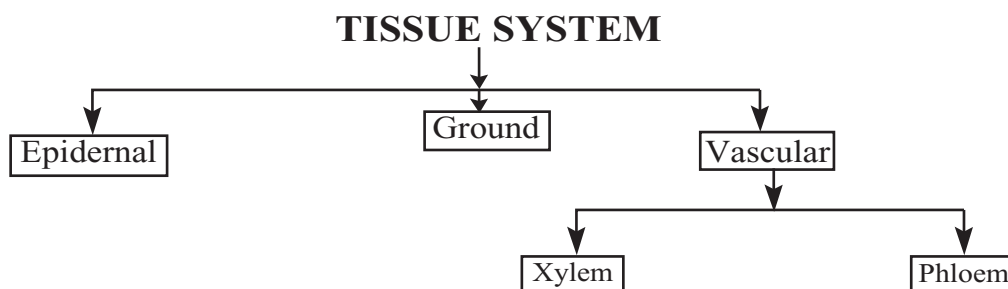 TISSUE SYSTEM
Epidernal
Ground
Vascular
Xylem
Phloem